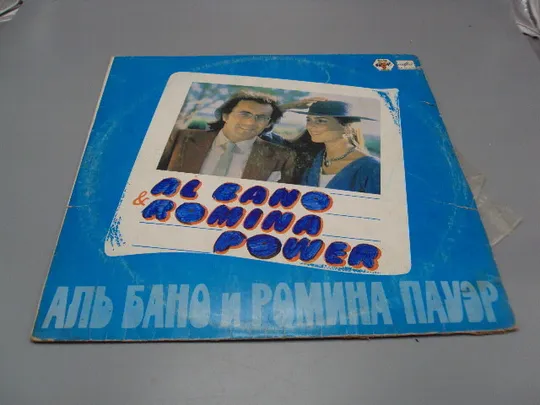 AL BANO
& ROMINA
POWER
АЛЬ БАНО и РОМИНА ПАУЭР